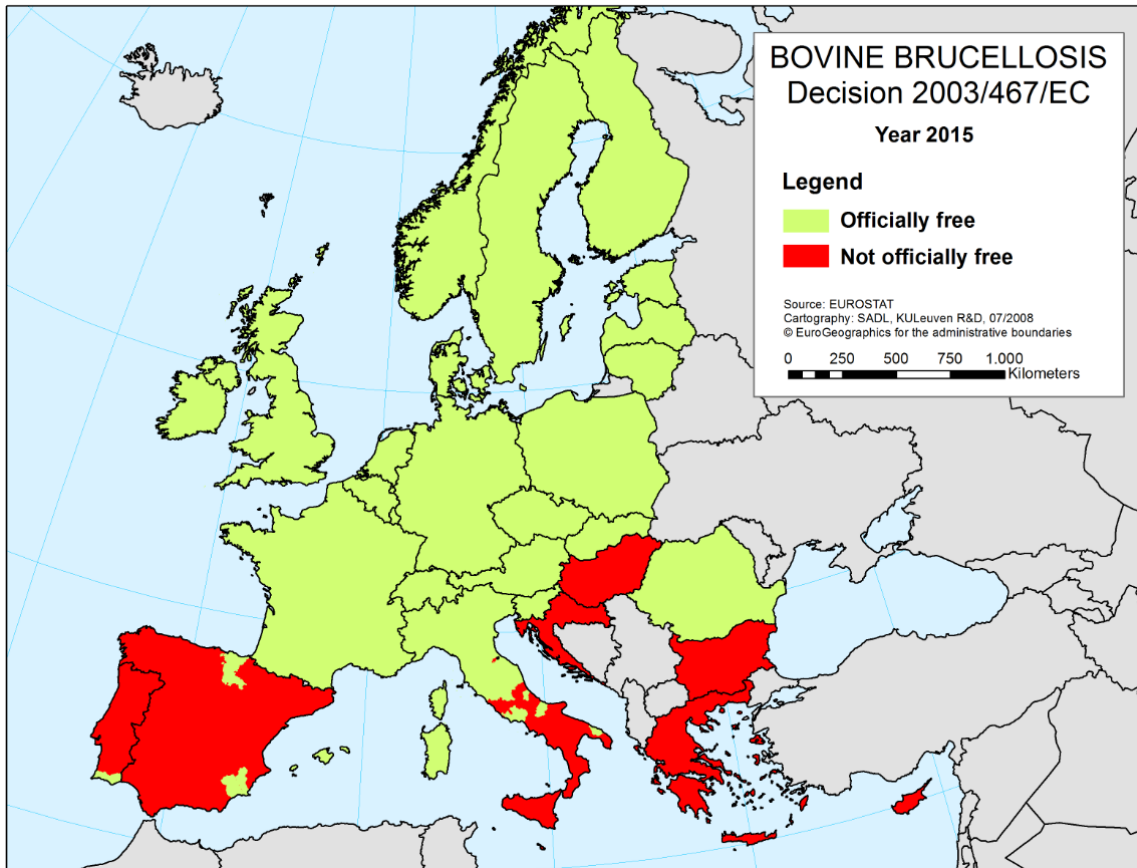 BOVINE BRUCELLOSIS
Decision 2003/467/EC
Year 2015
Legend
Officially free
Not officially free
Source: EUROSTAT
Cartography: SADL, KULeuven R&D, 07/2008
© EuroGeographics for the administrative boundaries
0 250 500 750 1.000
Kilometers